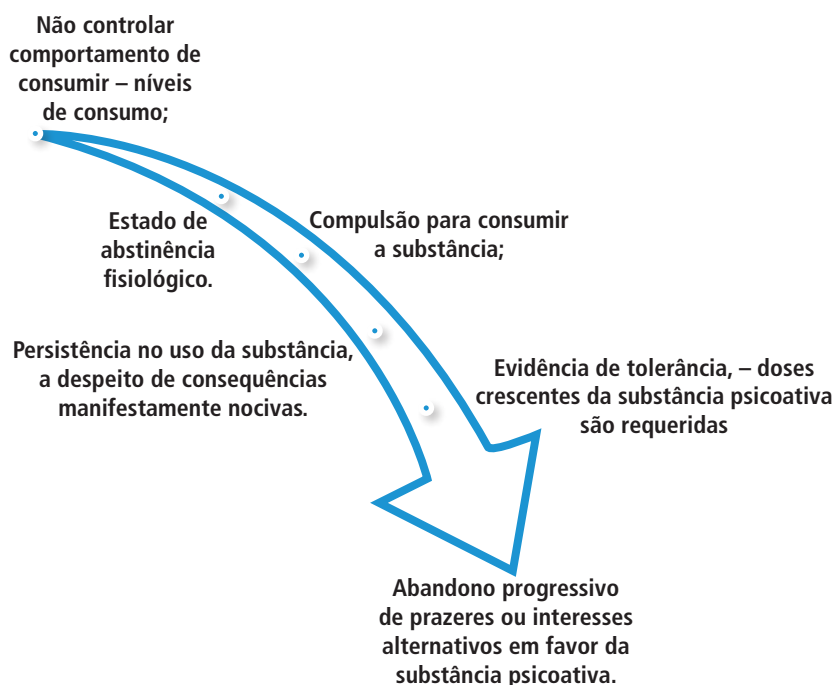 Não controlar
comportamento de
consumir – níveis
de consumo;
Estado de
abstinência
fisiológico.
Compulsão para consumir
a substância;
Persistência no uso da substância,
a despeito de consequências
manifestamente nocivas.
Evidência de tolerância, – doses
crescentes da substância psicoativa
são requeridas
Abandono progressivo
de prazeres ou interesses
alternativos em favor da
substância psicoativa.